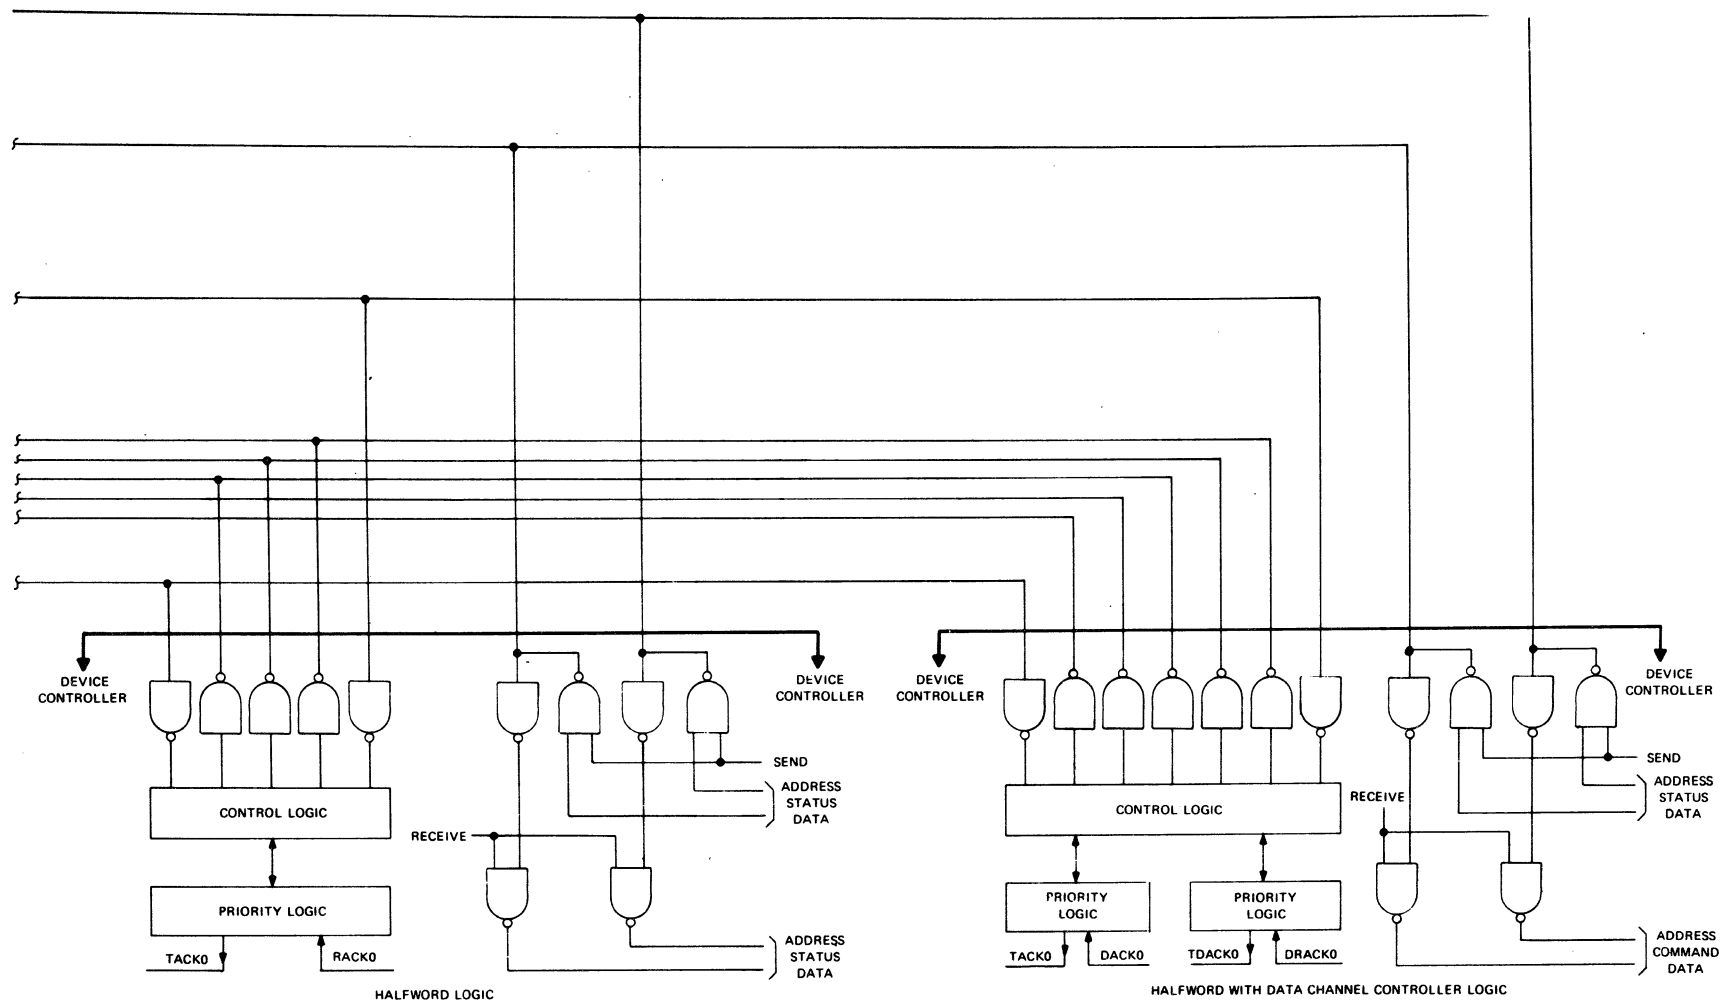 DEVICE
CONTROLLER
DEVICE
CONTROLLER
DEVICE
CONTROLLER
DEVICE
CONTROLLER
SEND
ADDRESS
STATUS
DATA
CONTROL LOGIC
RECEIVE
PRIORITY LOGIC
TACK0
RACK0
ADDRESS
STATUS
DATA
HALFWORD LOGIC
SEND
ADDRESS
STATUS
DATA
RECEIVE
CONTROL LOGIC
PRIORITY
LOGIC
PRIORITY
LOGIC
TACK0
DACK0
TDACK0
DRACK0
ADDRESS
COMMAND
DATA
HALFWORD WITH DATA CHANNEL CONTROLLER LOGIC